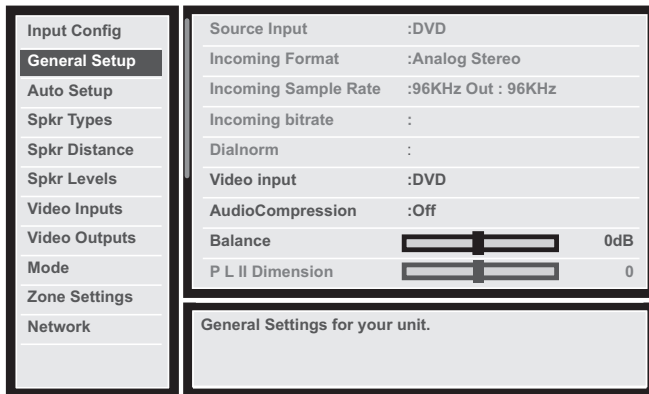 Input Config
General Setup
Auto Setup
Spkr Types
Spkr Distance
Spkr Levels
Video Inputs
Video Outputs
Mode
Zone Settings
Network
Source Input :DVD
Incoming Format :Analog Stereo
Incoming Sample Rate :96KHz Out : 96KHz
Incoming bitrate :
Dialnorm :
Video input :DVD
AudioCompression :Off
Balance 0dB
P L II Dimension 0
General Settings for your unit.